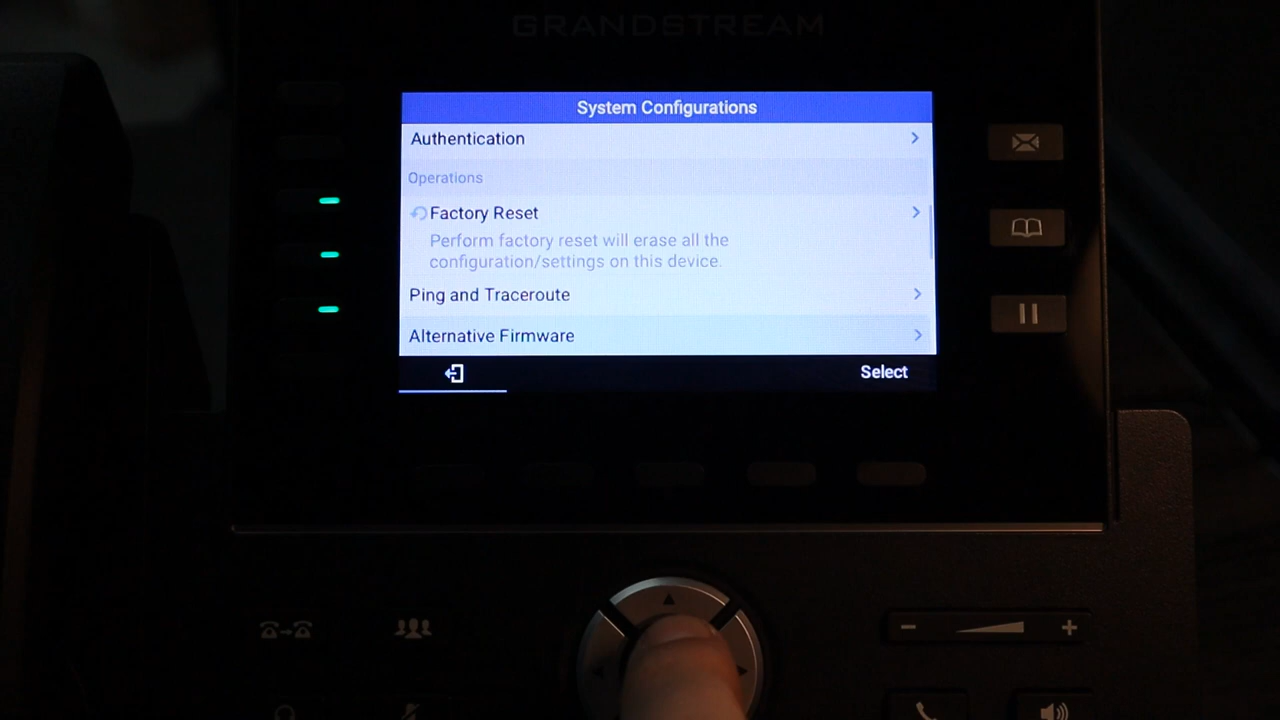 GRANDSTREAM
System Configurations
Authentication
Operations
Factory Reset
Perform factory reset will erase all the
configuration/settings on this device.
Ping and Traceroute
Alternative Firmware
Select